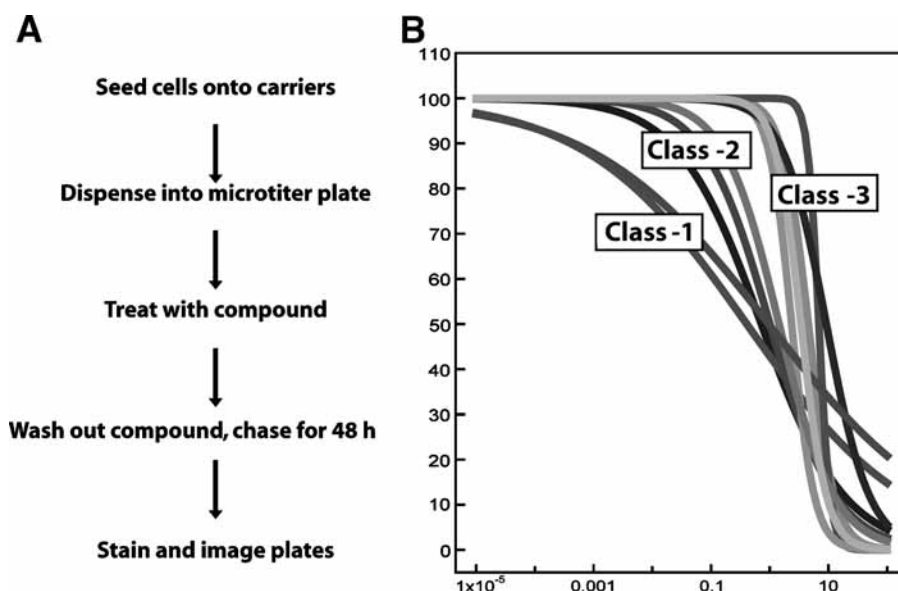 A
Seed cells onto carriers
Dispense into microtiter plate
Treat with compound
Wash out compound, chase for 48 h
Stain and image plates
B
110
100
90
80
70
60
50
40
30
20
10
0
Class -2
Class -3
Class -1
1x10⁻⁵
0.001
0.1
10